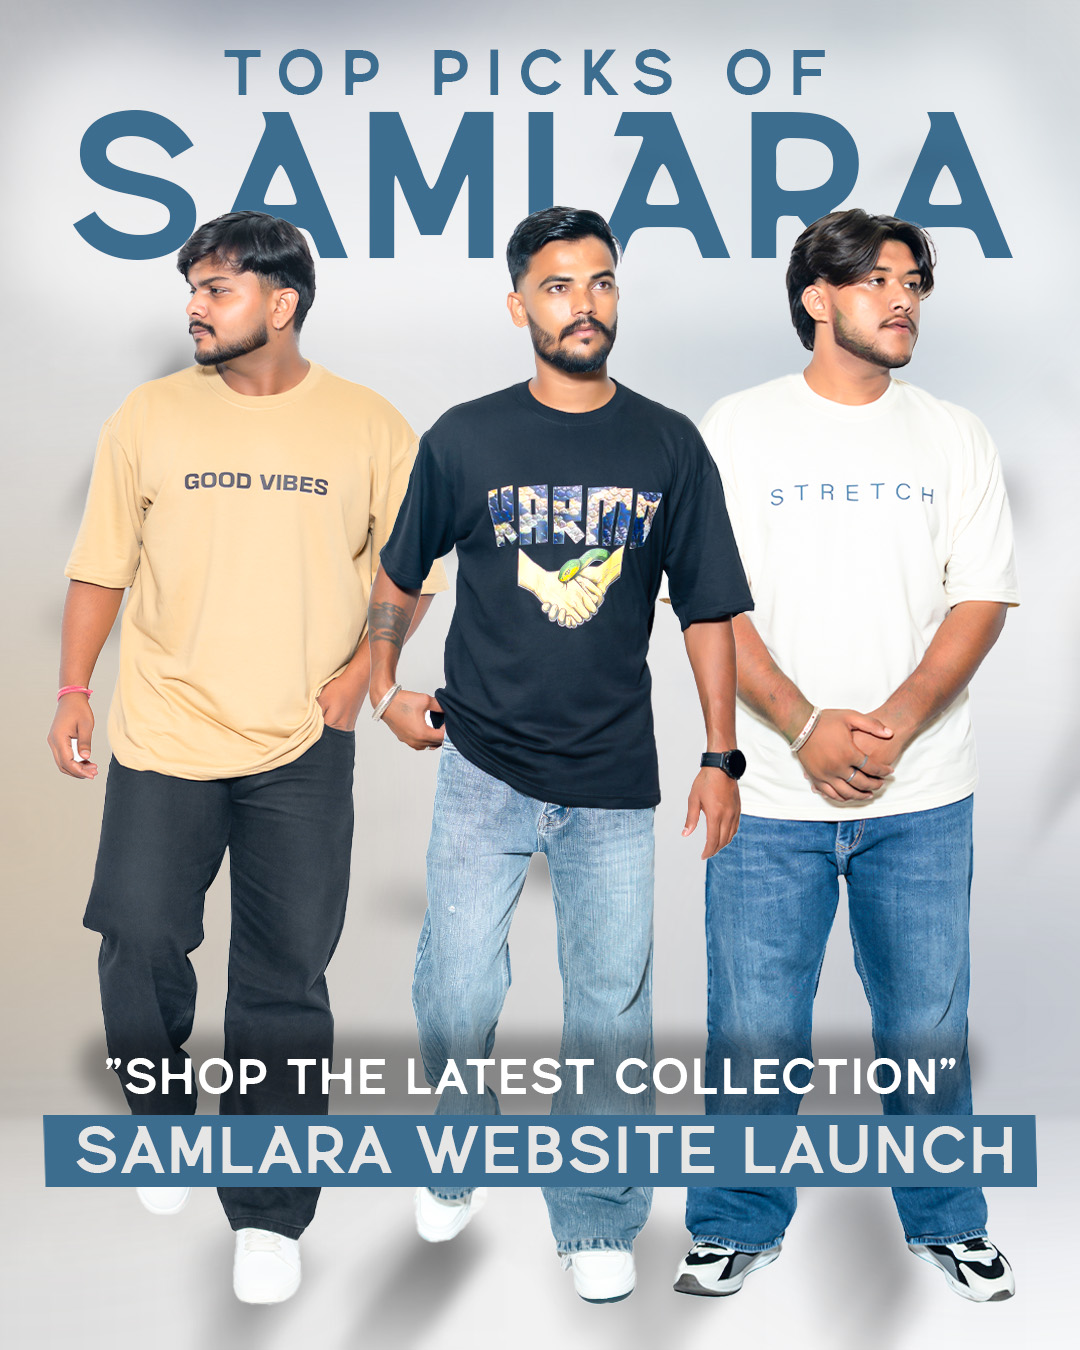 TOP PICKS OF
SAMLARA
GOOD VIBES
KARMA
STRETCH
"SHOP THE LATEST COLLECTION"
SAMLARA WEBSITE LAUNCH